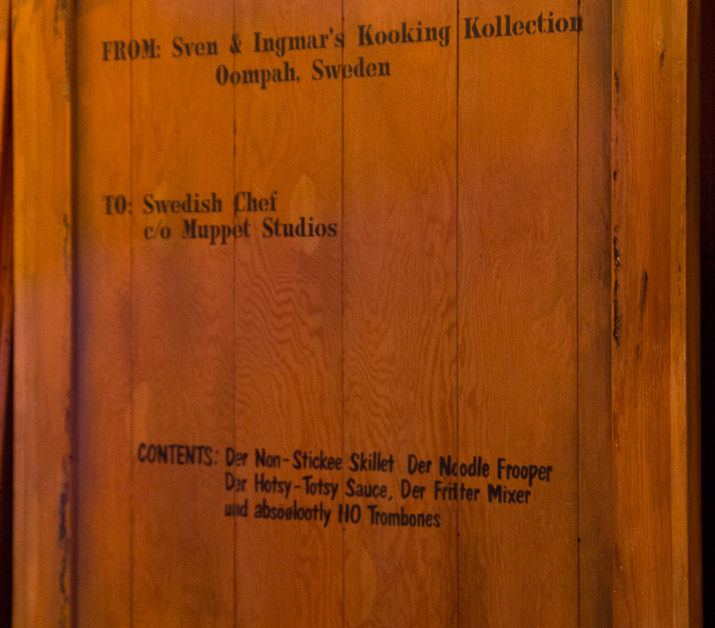 FROM: Sven & Ingmar's Kooking Kollection
Oompah, Sweden
TO: Swedish Chef
c/o Muppet Studios
CONTENTS: Der Non-Stickee Skillet Der Noodle Frooper
Der Hotsy-Totsy Sauce, Der Fritter Mixer
und absoølootly NO Trombones